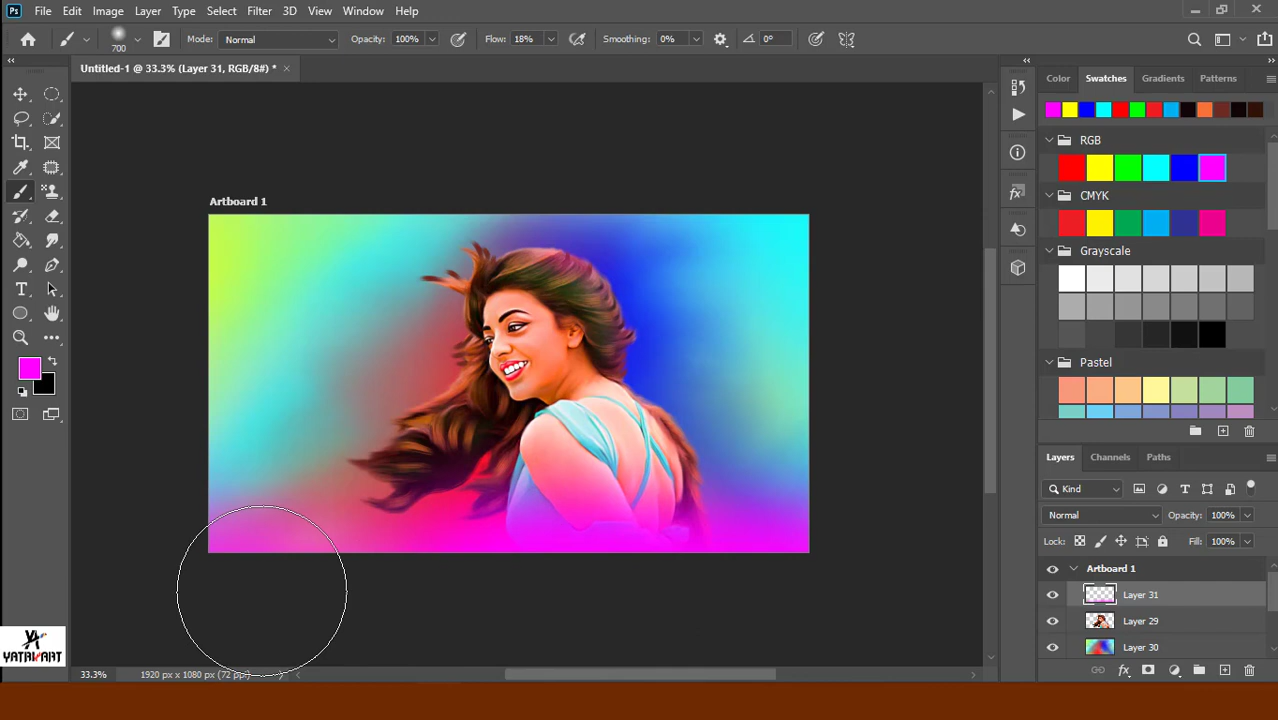 Ps File Edit Image Layer Type Select Filter 3D View Window Help
700 Mode: Normal Opacity: 100% Flow: 18% Smoothing: 0% 0°
Untitled-1 @ 33.3% (Layer 31, RGB/8#) * ×
Color Swatches Gradients Patterns
RGB
CMYK
Artboard 1
Grayscale
Pastel
Layers Channels Paths
Kind
Normal Opacity: 100%
Lock: Fill: 100%
Artboard 1
Layer 31
Layer 29
Layer 30
YATRI ART
33.3% 1920 px x 1080 px (72 ppi)